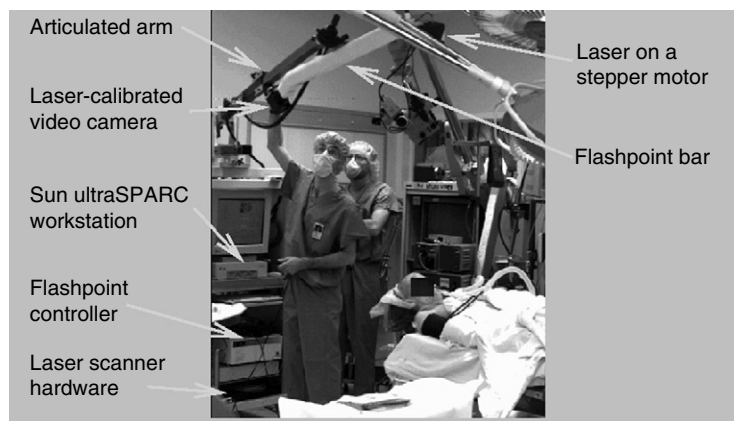 Articulated arm
Laser-calibrated
video camera
Sun ultraSPARC
workstation
Flashpoint
controller
Laser scanner
hardware
Laser on a
stepper motor
Flashpoint bar